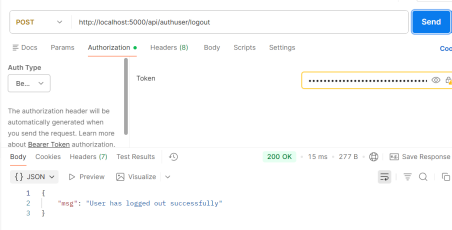 POST http://localhost:5000/api/authuser/logout Send
Docs Params Authorization Headers (8) Body Scripts Settings Coo
Auth Type
Be...
Token ••••••••••••••••••••••••••••••••
The authorization header will be
automatically generated when
you send the request. Learn more
about Bearer Token authorization.
Body Cookies Headers (7) Test Results 200 OK • 15 ms • 277 B Save Response
{} JSON Preview Visualize
1 {
2 "msg": "User has logged out successfully"
3 }